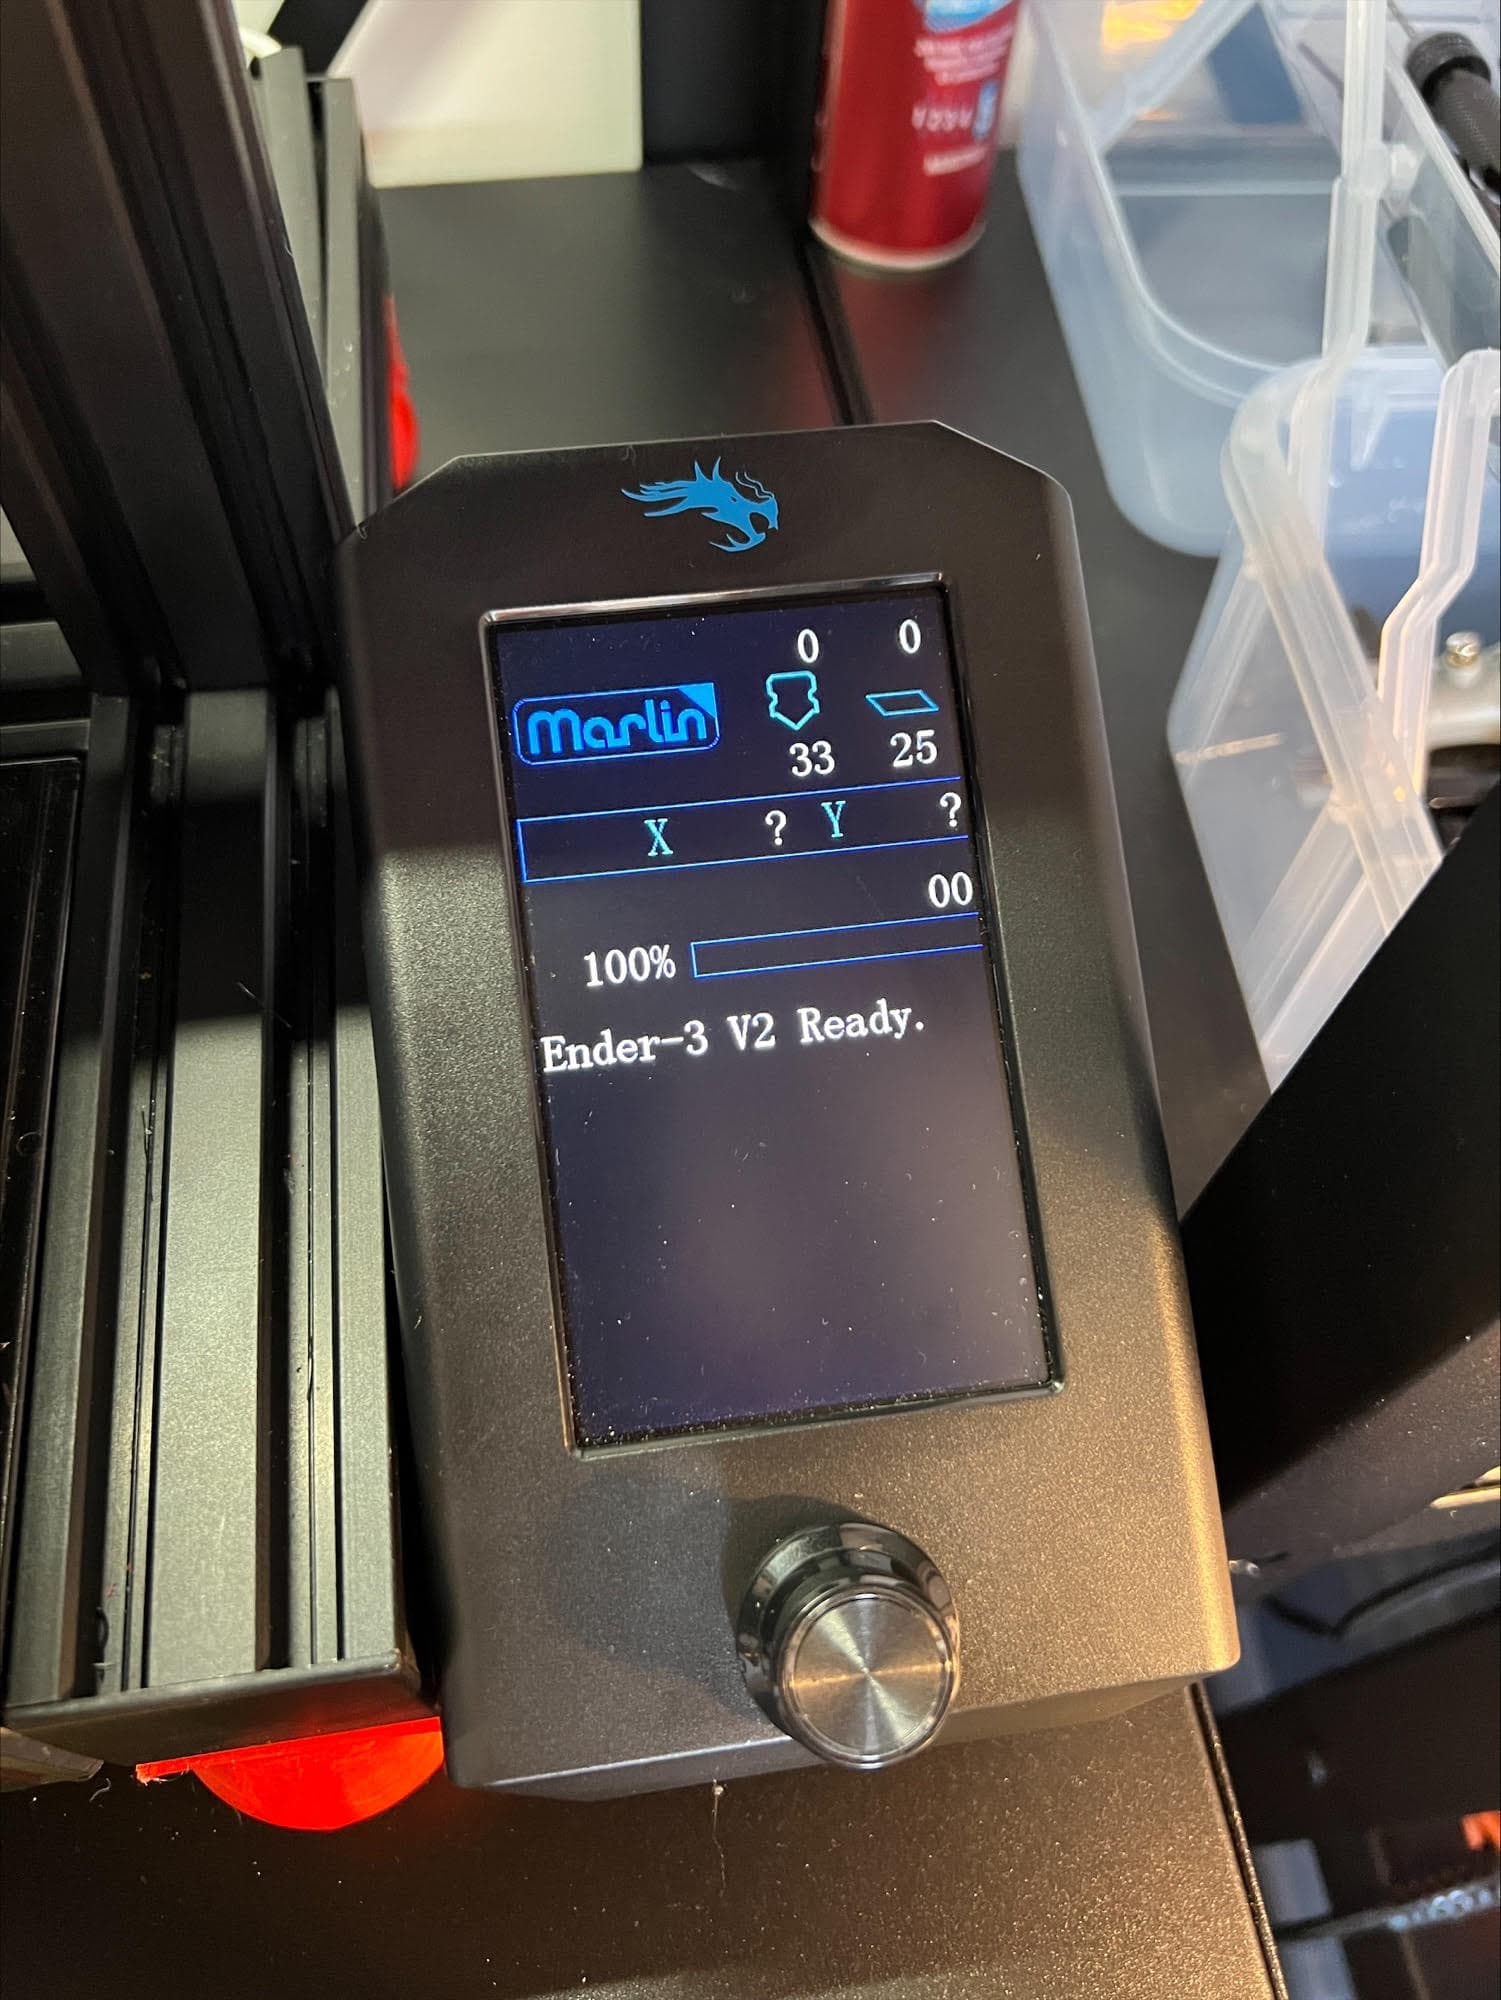 0 0
Marlin
33 25
X ? Y ?
00
100%
Ender-3 V2 Ready.